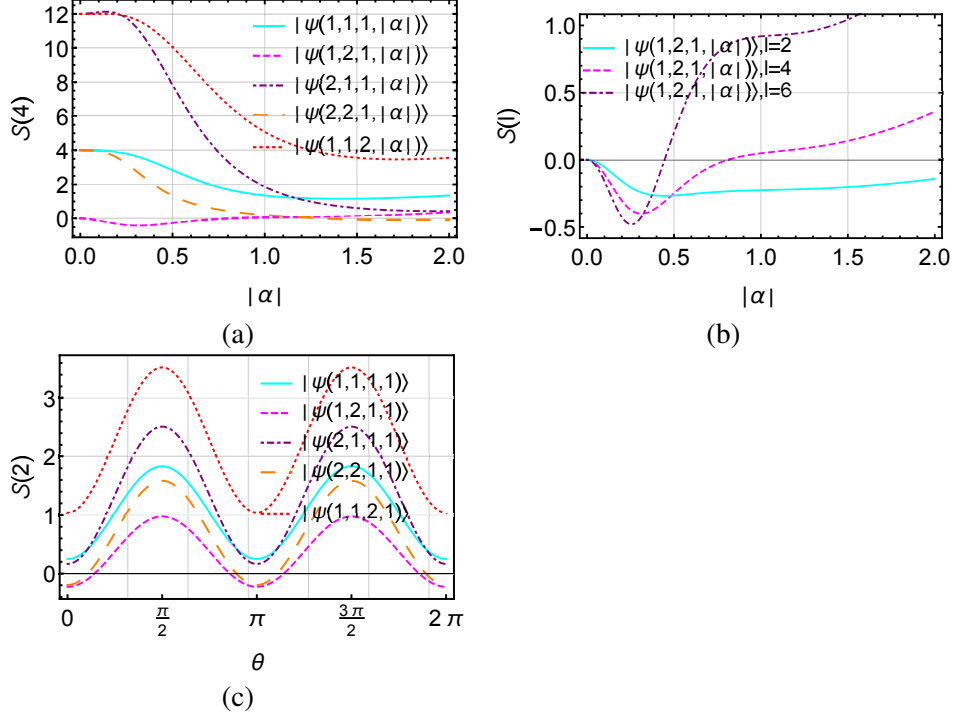 12
10
8
6
4
2
0
S(4)
0.0 0.5 1.0 1.5 2.0
|α|
|ψ(1,1,1,|α|)⟩
|ψ(1,2,1,|α|)⟩
|ψ(2,1,1,|α|)⟩
|ψ(2,2,1,|α|)⟩
|ψ(1,1,2,|α|)⟩
(a)
1.0
0.5
0.0
-0.5
S(l)
0.0 0.5 1.0 1.5 2.0
|α|
|ψ(1,2,1,|α|)⟩,l=2
|ψ(1,2,1,|α|)⟩,l=4
|ψ(1,2,1,|α|)⟩,l=6
(b)
3
2
1
0
S(2)
0 π/2 π 3π/2 2π
θ
|ψ(1,1,1,1)⟩
|ψ(1,2,1,1)⟩
|ψ(2,1,1,1)⟩
|ψ(2,2,1,1)⟩
|ψ(1,1,2,1)⟩
(c)